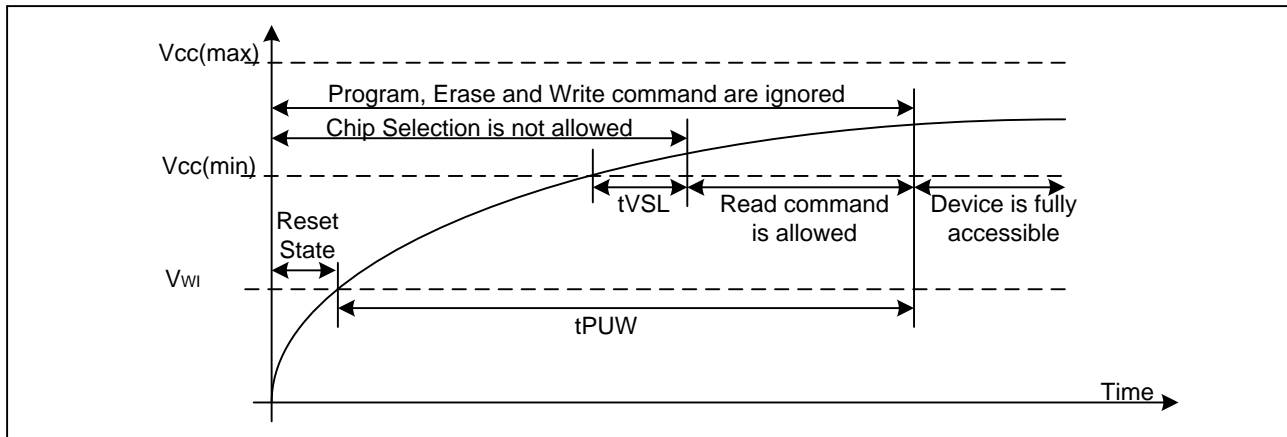 Vcc(max)
Program, Erase and Write command are ignored
Chip Selection is not allowed
Vcc(min)
tVSL
Read command
is allowed
Device is fully
accessible
Reset
State
VWI
tPUW
Time